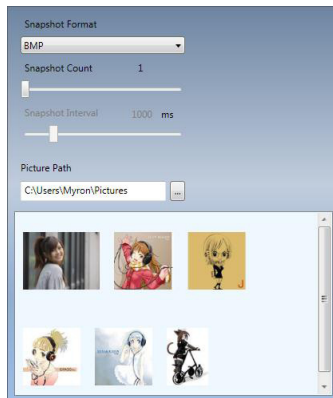 Snapshot Format
BMP
Snapshot Count 1
Snapshot Interval 1000 ms
Picture Path
C:\Users\Myron\Pictures
...
J